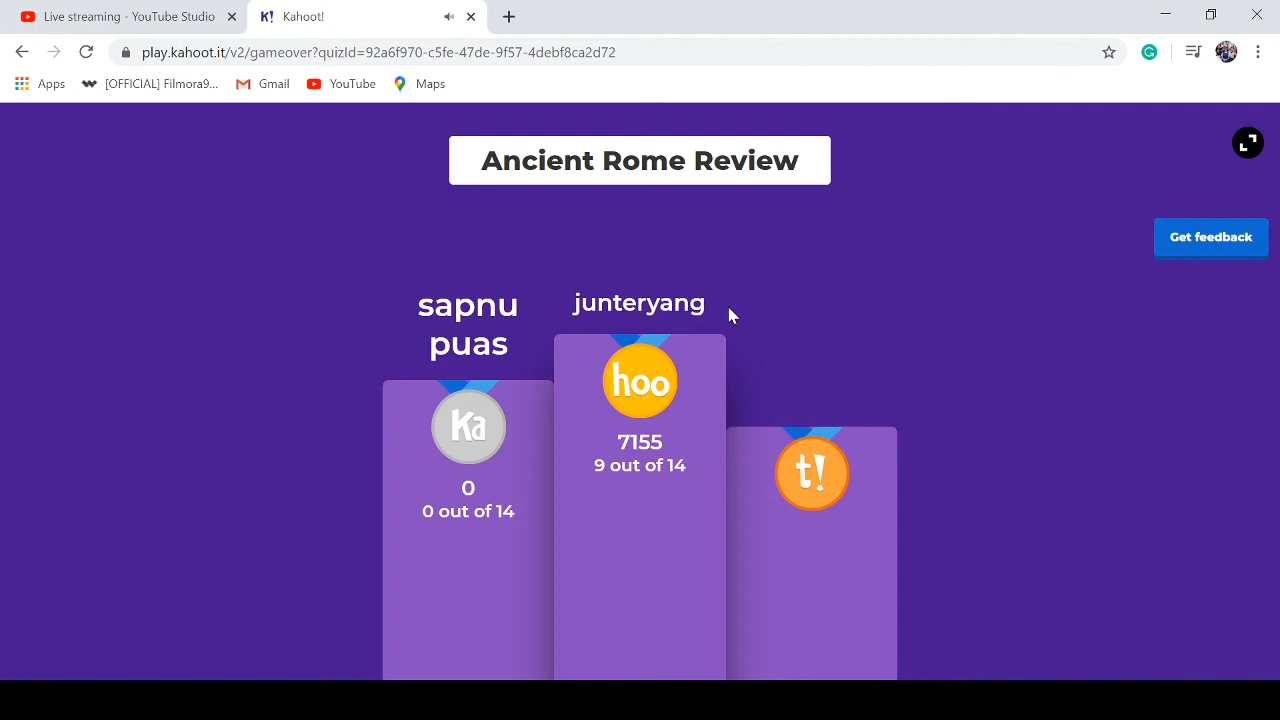 Live streaming - YouTube Studio
K! Kahoot!
play.kahoot.it/v2/gameover?quizId=92a6f970-c5fe-47de-9f57-4debf8ca2d72
Apps
[OFFICIAL] Filmora9...
Gmail
YouTube
Maps
Ancient Rome Review
Get feedback
sapnu
puas
junteryang
hoo
Ka
7155
9 out of 14
t!
0
0 out of 14